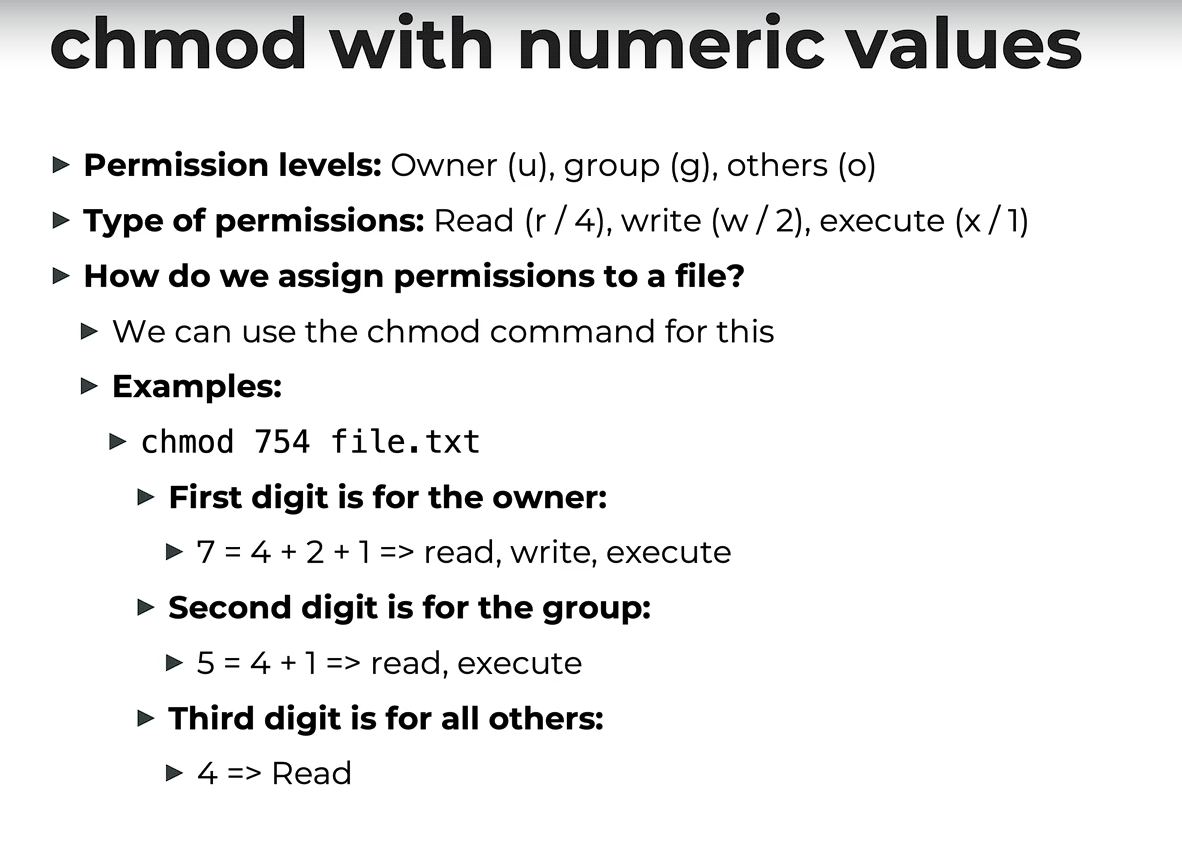 chmod with numeric values
► Permission levels: Owner (u), group (g), others (o)
► Type of permissions: Read (r / 4), write (w / 2), execute (x / 1)
► How do we assign permissions to a file?
► We can use the chmod command for this
► Examples:
► chmod 754 file.txt
► First digit is for the owner:
► 7 = 4 + 2 + 1 => read, write, execute
► Second digit is for the group:
► 5 = 4 + 1 => read, execute
► Third digit is for all others:
► 4 => Read